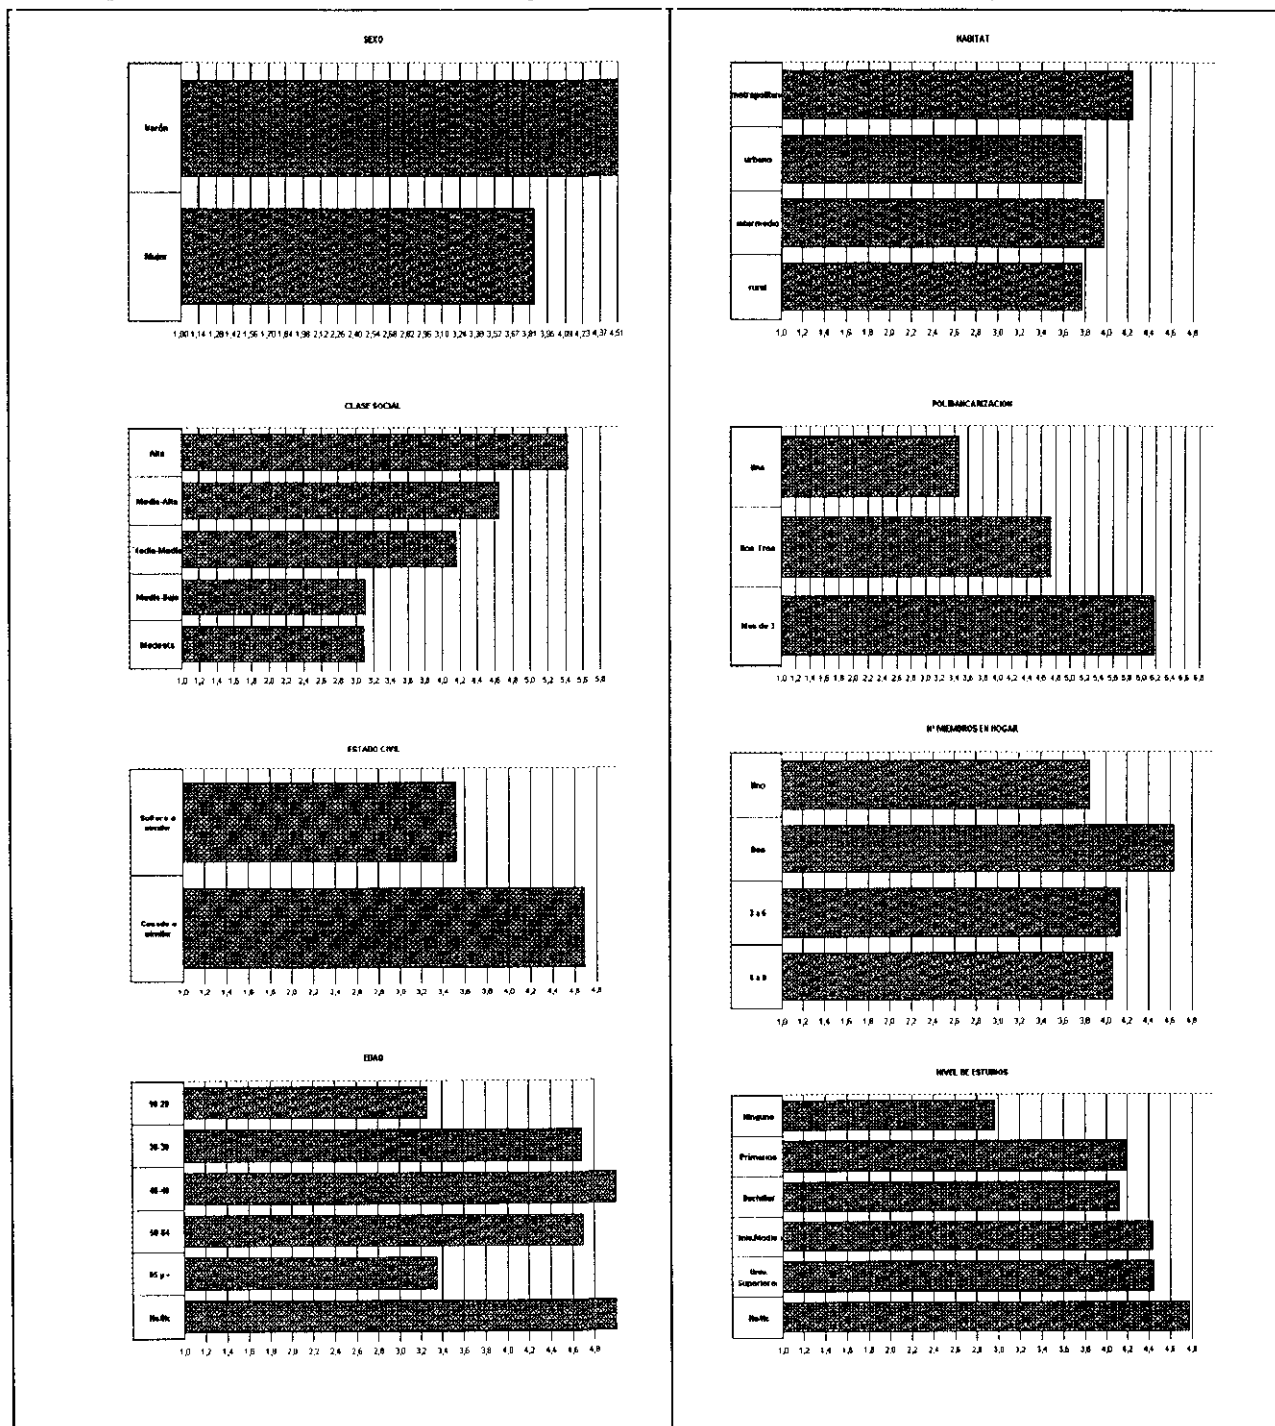 SEXO
Varón
Mujer
1,00 1,14 1,28 1,42 1,56 1,70 1,84 1,98 2,12 2,26 2,40 2,54 2,68 2,82 2,96 3,10 3,24 3,38 3,52 3,67 3,81 3,95 4,09 4,23 4,37 4,51
CLASE SOCIAL
Alta
Media-Alta
Media-Media
Media-Baja
Modesta
1,0 1,2 1,4 1,6 1,8 2,0 2,2 2,4 2,6 2,8 3,0 3,2 3,4 3,6 3,8 4,0 4,2 4,4 4,6 4,8 5,0 5,2 5,4 5,6 5,8
ESTADO CIVIL
Soltero o
similar
Casado o
similar
1,0 1,2 1,4 1,6 1,8 2,0 2,2 2,4 2,6 2,8 3,0 3,2 3,4 3,6 3,8 4,0 4,2 4,4 4,6 4,8
EDAD
30-39
40-49
50-64
65 y +
Ns-Nc
1,0 1,2 1,4 1,6 1,8 2,0 2,2 2,4 2,6 2,8 3,0 3,2 3,4 3,6 3,8 4,0 4,2 4,4 4,6 4,8
HABITAT
metropolitano
urbano
intermedio
rural
1,0 1,2 1,4 1,6 1,8 2,0 2,2 2,4 2,6 2,8 3,0 3,2 3,4 3,6 3,8 4,0 4,2 4,4 4,6 4,8
POLIBANCARIZACION
Una
Dos-Tres
Mas de 3
Nº MIEMBROS EN HOGAR
Uno
Dos
1,0 1,2 1,4 1,6 1,8 2,0 2,2 2,4 2,6 2,8 3,0 3,2 3,4 3,6 3,8 4,0 4,2 4,4 4,6 4,8
NIVEL DE ESTUDIOS
Ninguno
Primarios
Bachiller
Univ.Medio
Univ.
Superiores
Ns-Nc
1,0 1,2 1,4 1,6 1,8 2,0 2,2 2,4 2,6 2,8 3,0 3,2 3,4 3,6 3,8 4,0 4,2 4,4 4,6 4,8